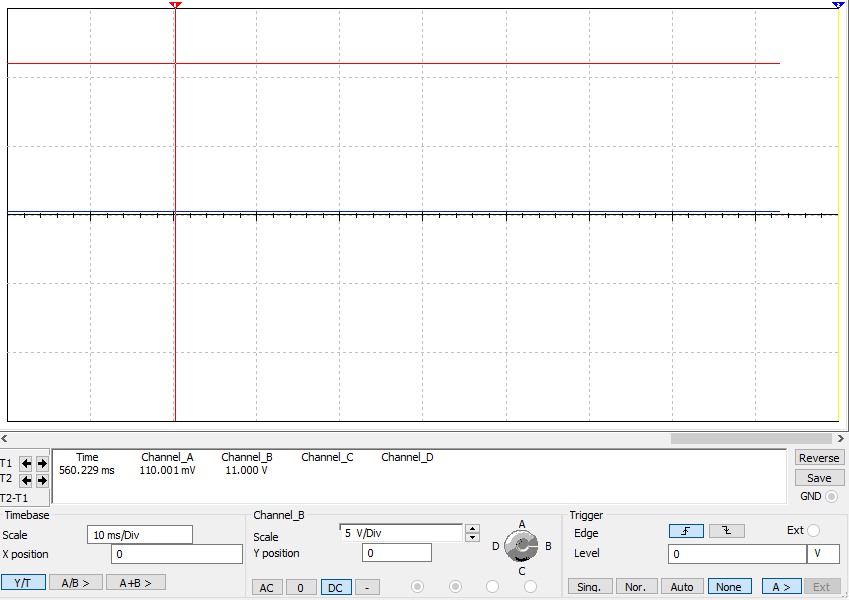 1
2
Time Channel_A Channel_B Channel_C Channel_D
T1 560.229 ms 110.001 mV 11.000 V
T2
T2-T1
Reverse
Save
GND
Timebase
Scale 10 ms/Div
X position 0
Y/T A/B > A+B >
Channel_B
Scale 5 V/Div
Y position 0
AC 0 DC -
A
B
C
D
Trigger
Edge Ext
Level 0 V
Sing. Nor. Auto None A > Ext